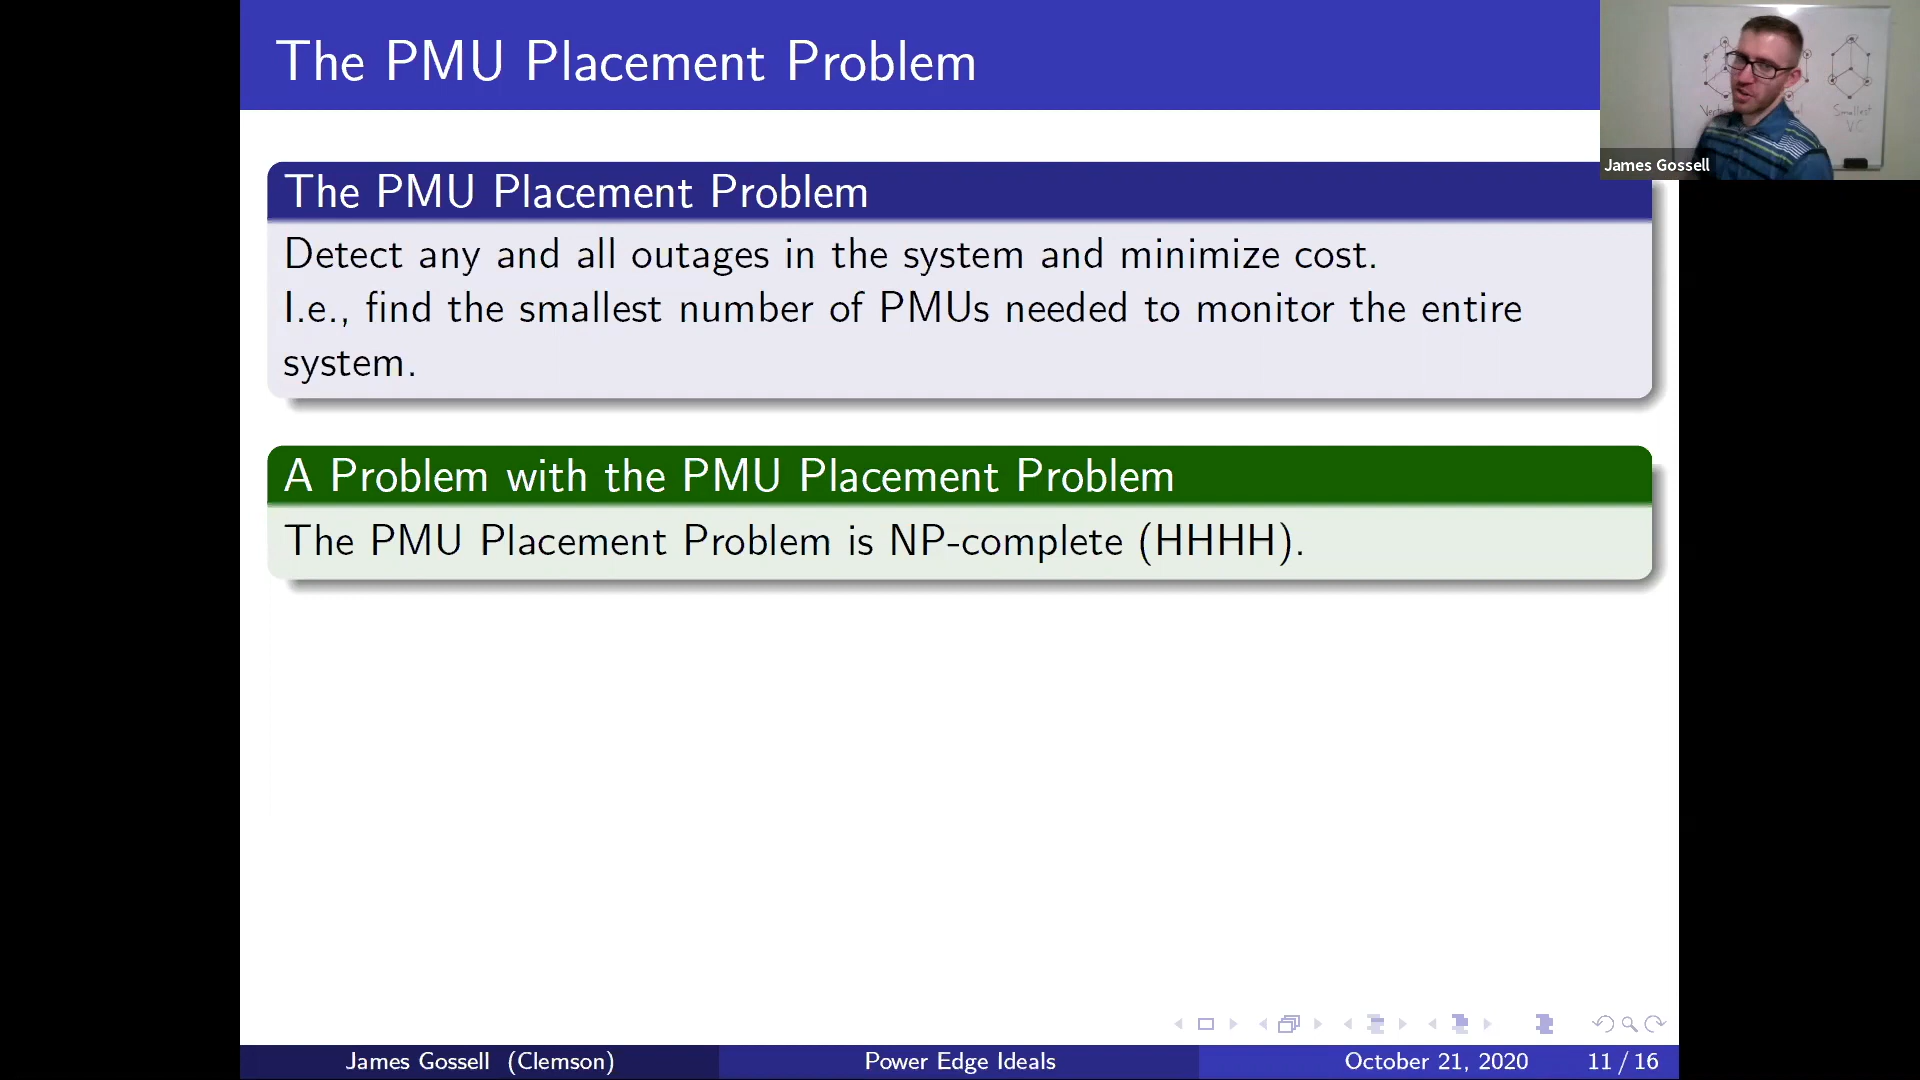 The PMU Placement Problem
James Gossell
Smallest
VC
The PMU Placement Problem
Detect any and all outages in the system and minimize cost.
I.e., find the smallest number of PMUs needed to monitor the entire
system.
A Problem with the PMU Placement Problem
The PMU Placement Problem is NP-complete (HHHH).
James Gossell (Clemson)
Power Edge Ideals
October 21, 2020
11 / 16